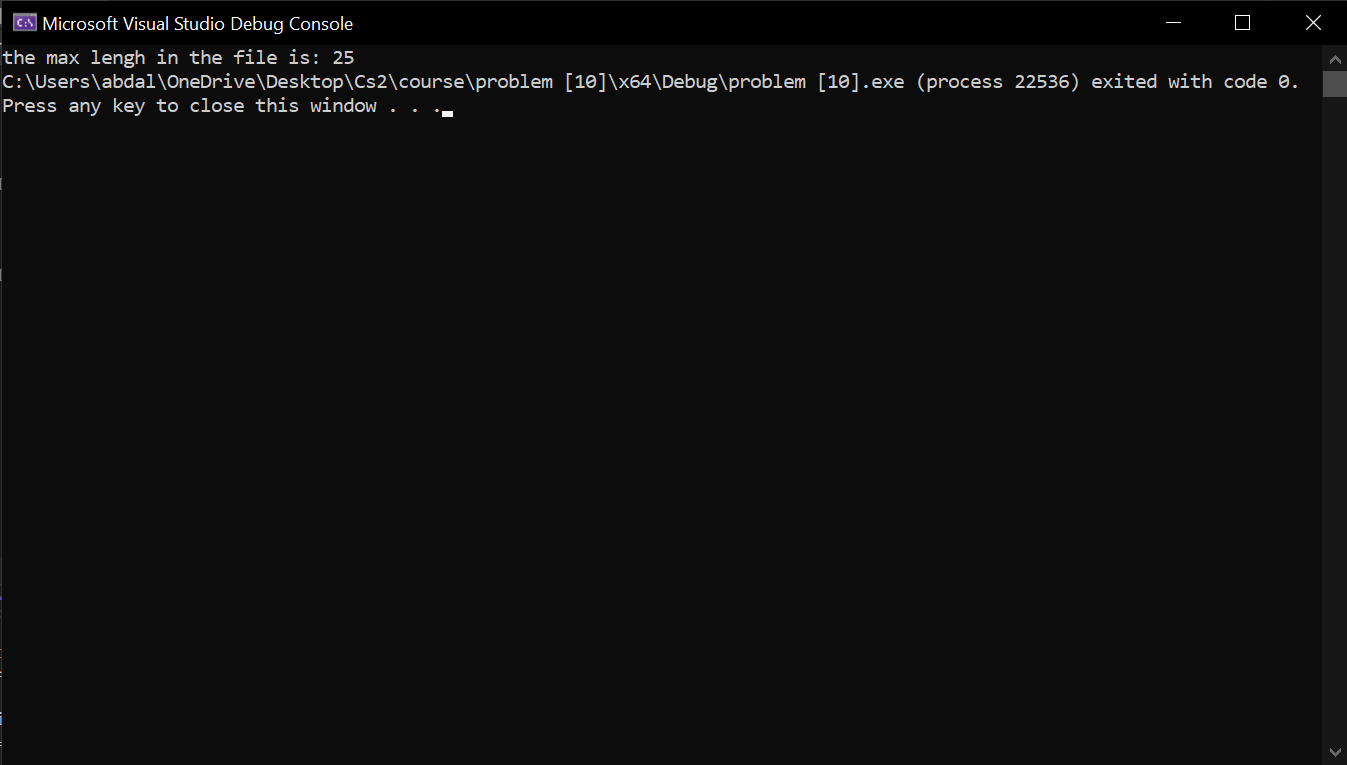 Microsoft Visual Studio Debug Console
the max lengh in the file is: 25
C:\Users\abdal\OneDrive\Desktop\Cs2\course\problem [10]\x64\Debug\problem [10].exe (process 22536) exited with code 0.
Press any key to close this window . . .